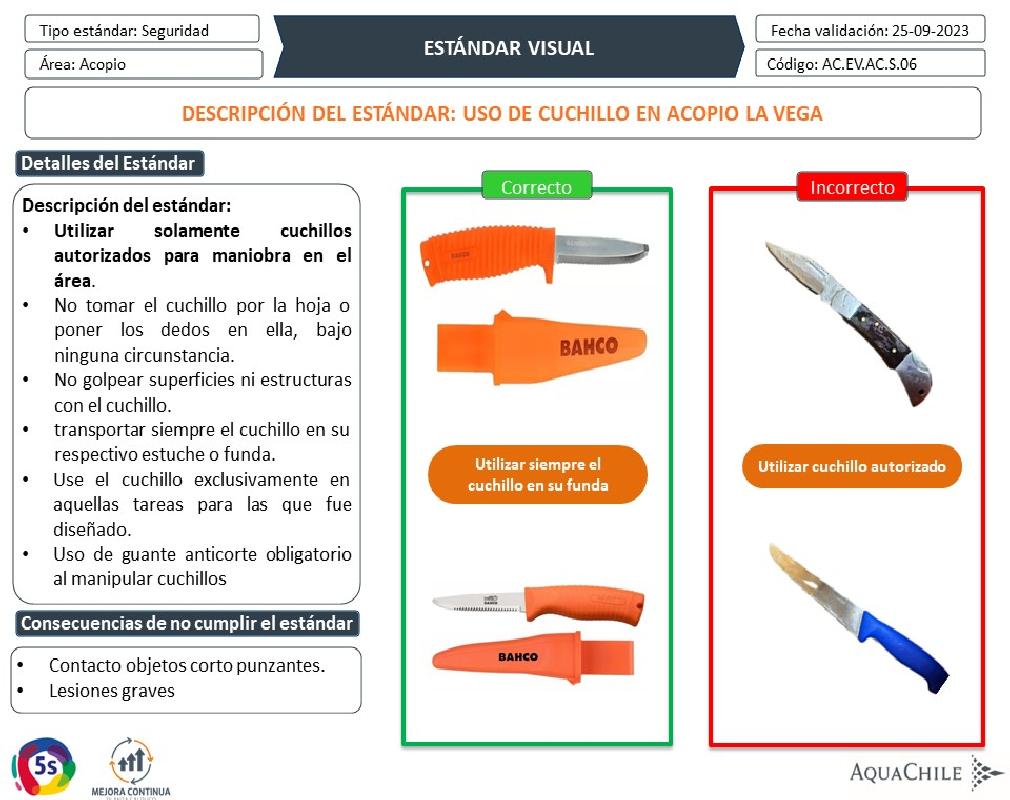 Tipo estándar: Seguridad
Área: Acopio
ESTÁNDAR VISUAL
Fecha validación: 25-09-2023
Código: AC.EV.AC.S.06
DESCRIPCIÓN DEL ESTÁNDAR: USO DE CUCHILLO EN ACOPIO LA VEGA
Detalles del Estándar
Descripción del estándar:
• Utilizar solamente cuchillos
autorizados para maniobra en el
área.
• No tomar el cuchillo por la hoja o
poner los dedos en ella, bajo
ninguna circunstancia.
• No golpear superficies ni estructuras
con el cuchillo.
• transportar siempre el cuchillo en su
respectivo estuche o funda.
• Use el cuchillo exclusivamente en
aquellas tareas para las que fue
diseñado.
• Uso de guante anticorte obligatorio
al manipular cuchillos
Consecuencias de no cumplir el estándar
• Contacto objetos corto punzantes.
• Lesiones graves
Correcto
BAHCO
BAHCO
Utilizar siempre el
cuchillo en su funda
BAHCO
BAHCO
Incorrecto
Utilizar cuchillo autorizado
5s
MEJORA CONTINUA
AQUACHILE